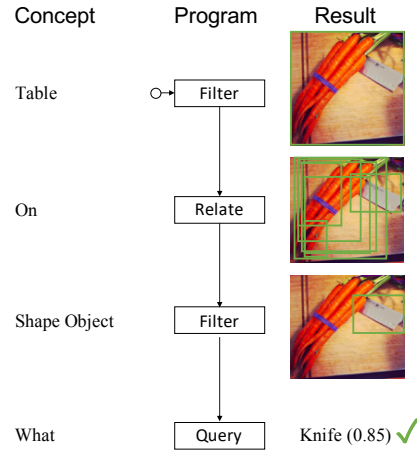 Concept Program Result
Table Filter
On Relate
Shape Object Filter
What Query Knife (0.85)